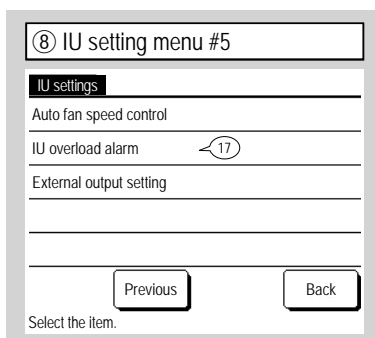 ⑧ IU setting menu #5
IU settings
Auto fan speed control
IU overload alarm ⑰
External output setting
Previous Back
Select the item.